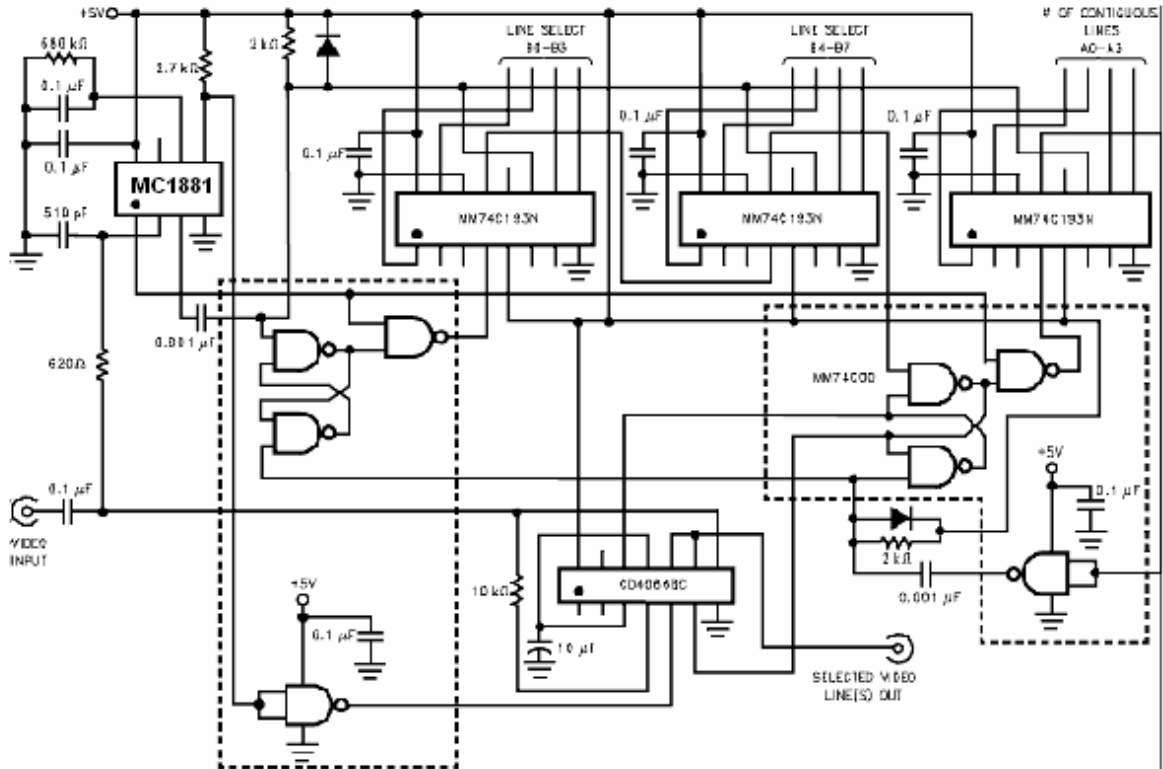 +5V
680 kΩ
0.1 μF
0.1 μF
510 pF
2.7 kΩ
MC1881
LINE SELECT
LINE SELECT
B4-B7
# OF CONTIGUOUS
LINES
A0-A3
0.1 μF
0.1 μF
0.1 μF
MM74C193N
MM74C193N
MM74C193N
0.001 μF
620Ω
MM74C00
0.1 μF
VIDEO
INPUT
10 kΩ
CD4066BC
10 μF
+5V
0.1 μF
+5V
0.1 μF
2 kΩ
0.001 μF
SELECTED VIDEO
LINE(S) OUT